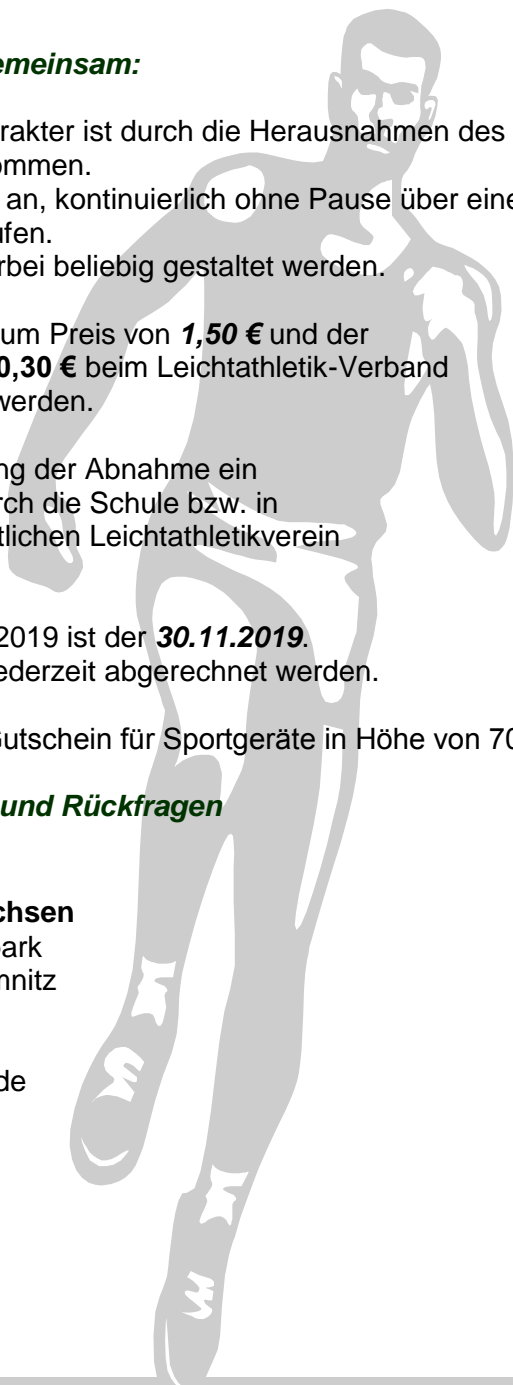 emeinsam:
rakter ist durch die Herausnahmen des
ommen.
an, kontinuierlich ohne Pause über eine
ufen.
rbei beliebig gestaltet werden.
um Preis von 1,50 € und der
0,30 € beim Leichtathletik-Verband
werden.
ng der Abnahme ein
rch die Schule bzw. in
tlichen Leichtathletikverein
2019 ist der 30.11.2019.
ederzeit abgerechnet werden.
Gutschein für Sportgeräte in Höhe von 70
und Rückfragen
chsen
park
mnitz
de